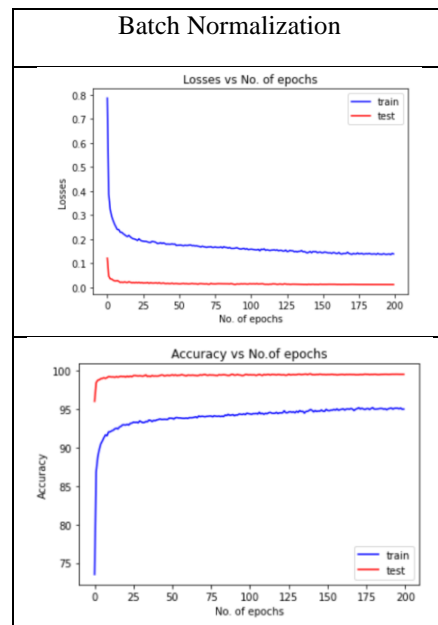 Batch Normalization
Losses vs No. of epochs
0.8
0.7
0.6
0.5
0.4
0.3
0.2
0.1
0.0
Losses
train
test
0 25 50 75 100 125 150 175 200
No. of epochs
Accuracy vs No.of epochs
100
95
90
85
80
75
Accuracy
train
test
0 25 50 75 100 125 150 175 200
No. of epochs